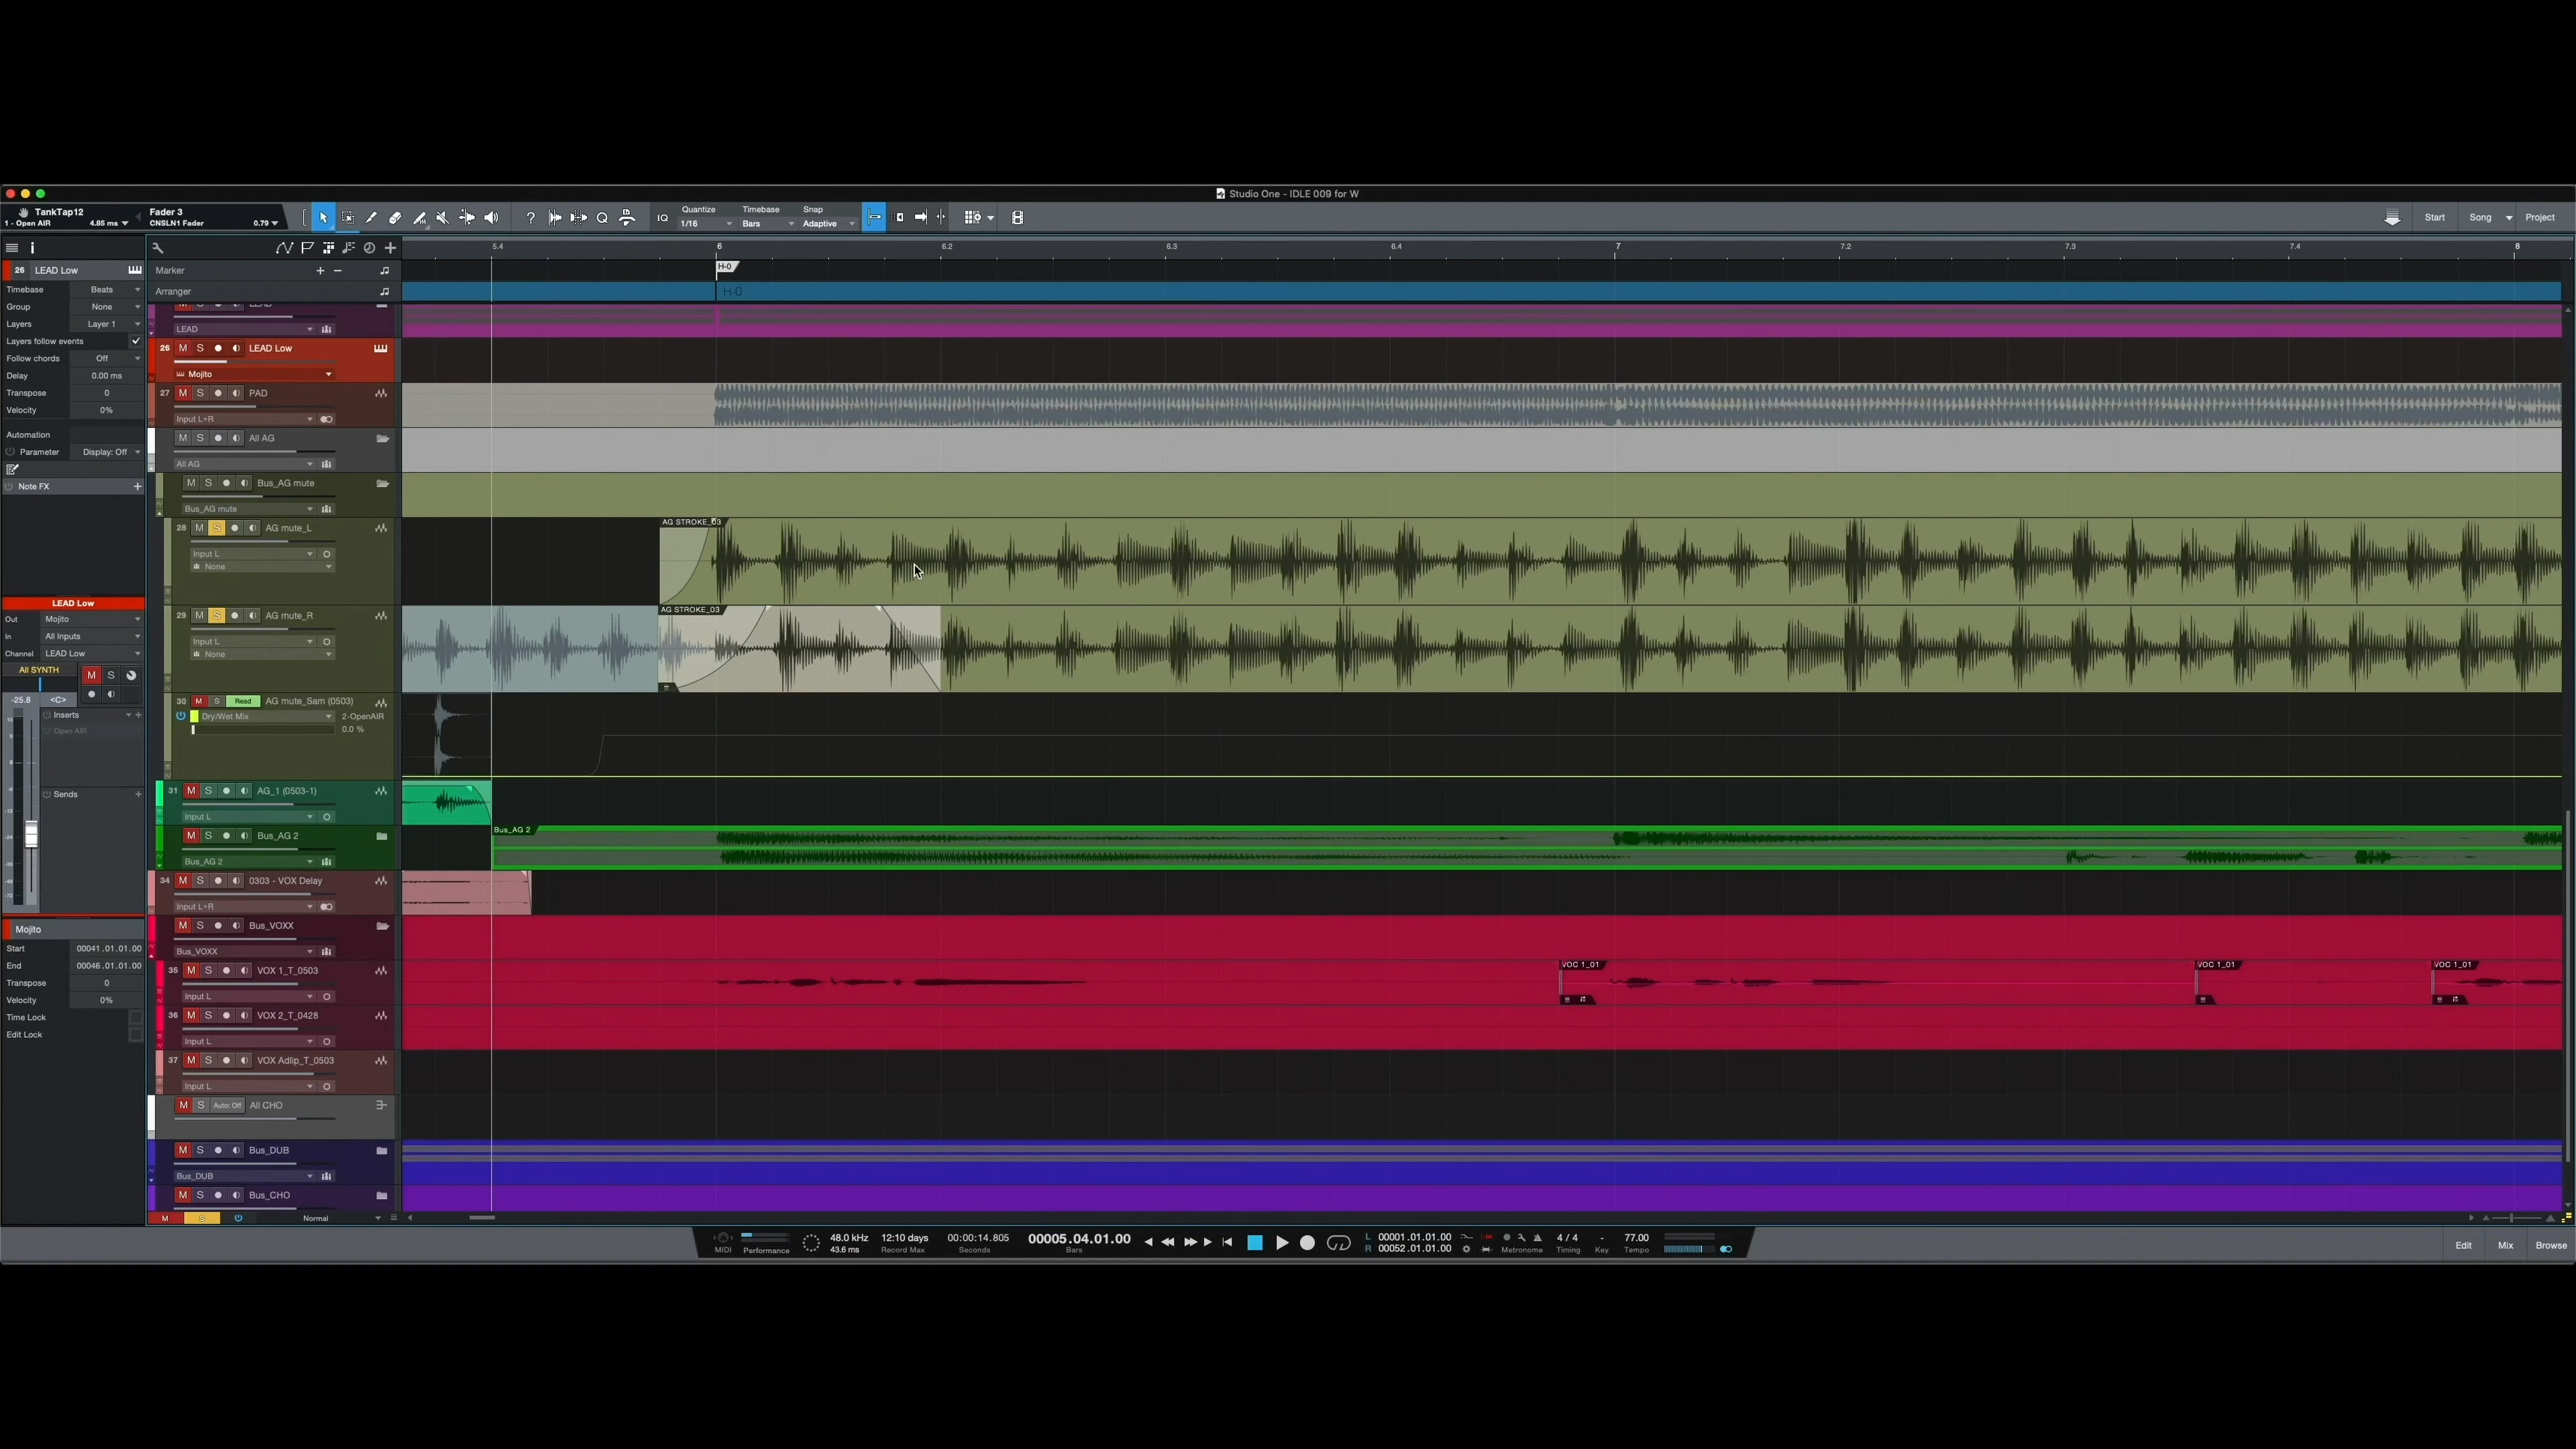 Studio One - IDLE 009 for W
TankTap12
1 - Open AIR 4.85 ms
Fader 3
CNSLN1 Fader 0.79
?
Q
IQ
Quantize
1/16
Timebase
Bars
Snap
Adaptive
Start
Song
Project
i
5.4 6 6.2 6.3 6.4 7 7.2 7.3 7.4 8
26 LEAD Low
Marker + −
H-0
Timebase Beats
Arranger
H-0
Group None
Layers Layer 1
Layers follow events
Follow chords Off
Delay 0.00 ms
Transpose 0
Velocity 0%
Automation
Parameter Display: Off
Note FX +
LEAD
26 M S LEAD Low
Mojito
27 M S PAD
Input L+R
M S All AG
All AG
M S Bus_AG mute
Bus_AG mute
28 M S AG mute_L
AG STROKE_03
Input L
None
29 M S AG mute_R
AG STROKE_03
Input L
None
30 M S Read AG mute_Sam (0503)
Dry/Wet Mix 2-OpenAIR
0.0 %
31 M S AG_1 (0503-1)
Input L
M S Bus_AG 2
Bus_AG 2
Bus_AG 2
34 M S 0303 - VOX Delay
Input L+R
M S Bus_VOXX
Bus_VOXX
35 M S VOX 1_T_0503
VOC 1_01 VOC 1_01 VOC 1_01
Input L
36 M S VOX 2_T_0428
Input L
37 M S VOX Adlip_T_0503
Input L
M S Auto: Off All CHO
M S Bus_DUB
Bus_DUB
M S Bus_CHO
M S Normal
LEAD Low
Out Mojito
In All Inputs
Channel LEAD Low
All SYNTH M S
-25.8 <C>
Inserts
Open AIR
Sends
Mojito
Start 00041.01.01.00
End 00046.01.01.00
Transpose 0
Velocity 0%
Time Lock
Edit Lock
MIDI
Performance
48.0 kHz
43.6 ms
12:10 days
Record Max
00:00:14.805
Seconds
00005.04.01.00
Bars
L 00001.01.01.00
R 00052.01.01.00
Metronome
4 / 4
Timing
-
Key
77.00
Tempo
Edit
Mix
Browse